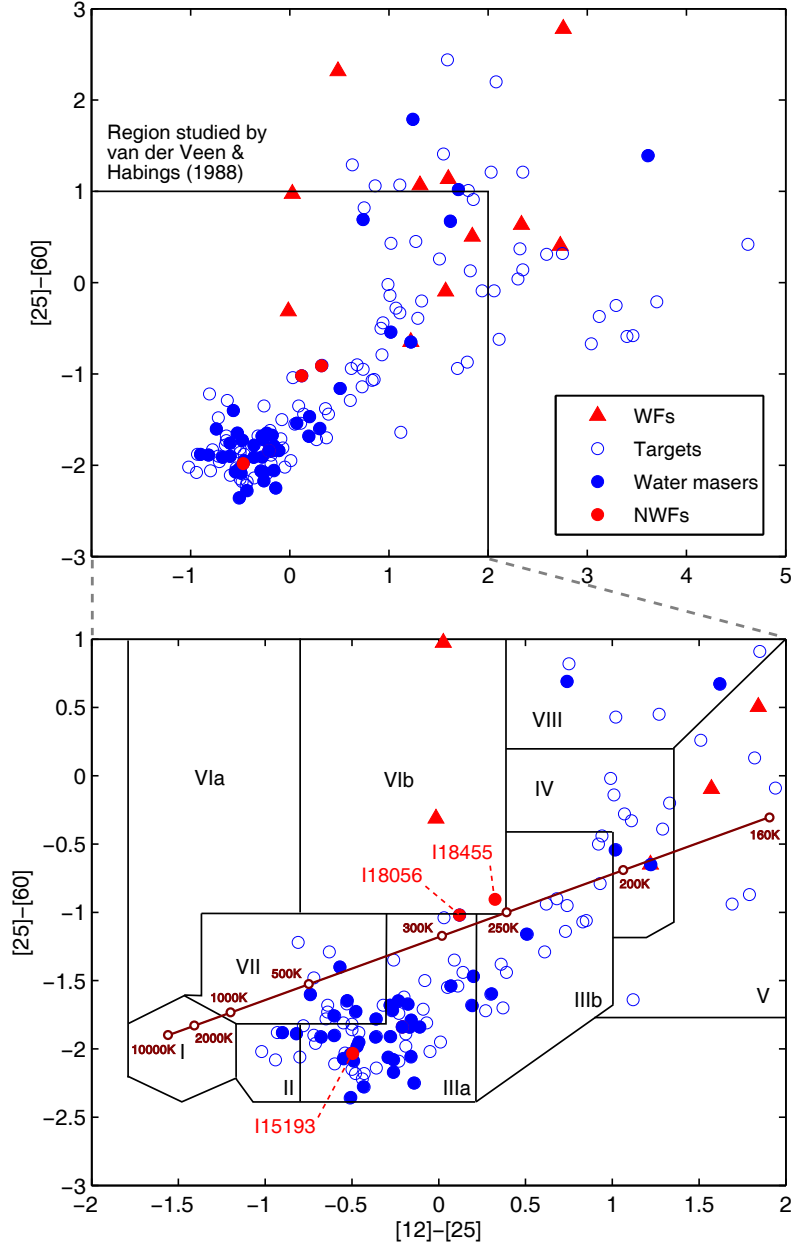 3
2
1
0
−1
−2
−3
[25]−[60]
Region studied by
van der Veen &
Habings (1988)
WFs
Targets
Water masers
NWFs
−1
0
1
2
3
4
5
1
0.5
0
−0.5
−1
−1.5
−2
−2.5
−3
[25]−[60]
VIa
VIb
VIII
IV
I18455
I18056
160K
200K
250K
300K
VII
500K
1000K
2000K
10000K
I
II
IIIa
IIIb
V
I15193
−2
−1.5
−1
−0.5
0
0.5
1
1.5
2
[12]−[25]